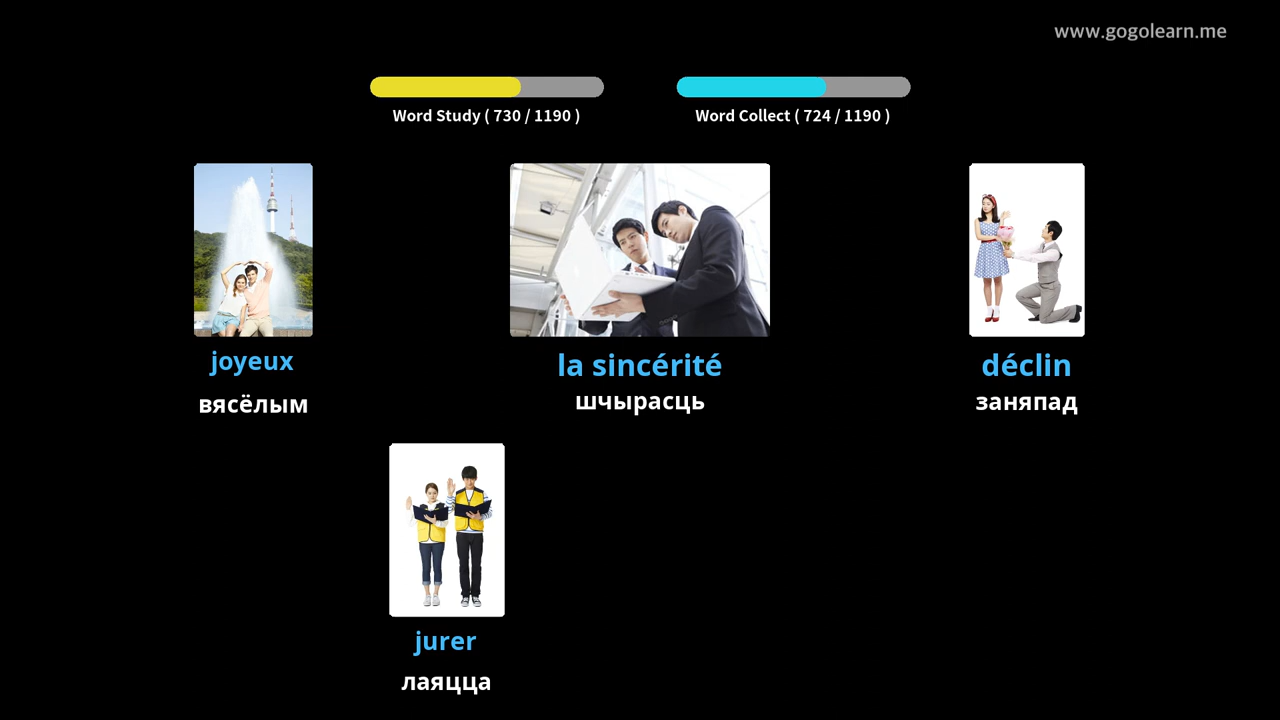 www.gogolearn.me
Word Study ( 730 / 1190 )
Word Collect ( 724 / 1190 )
joyeux
вясёлым
la sincérité
шчырасць
déclin
заняпад
jurer
лаяцца